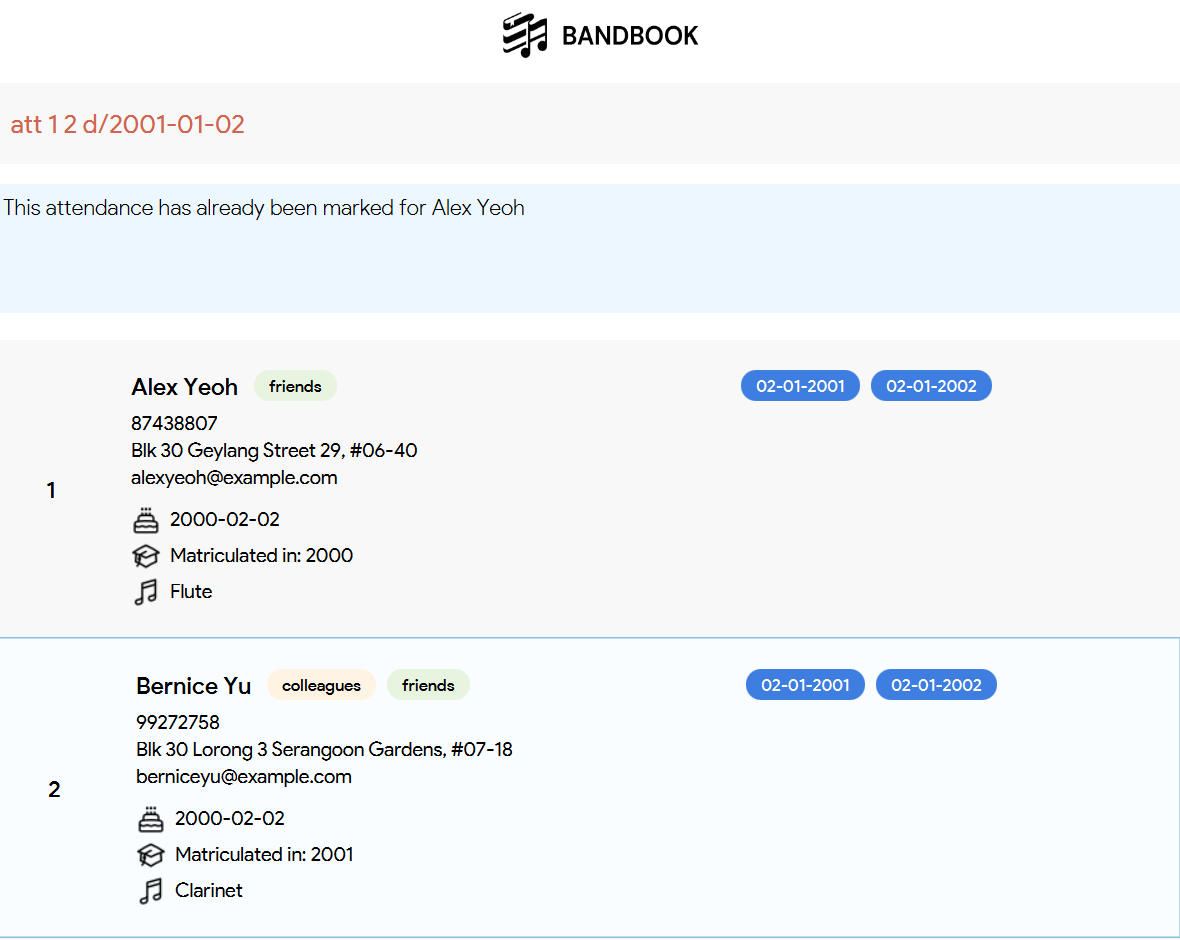 BANDBOOK
att 1 2 d/2001-01-02
This attendance has already been marked for Alex Yeoh
Alex Yeoh friends 02-01-2001 02-01-2002
87438807
Blk 30 Geylang Street 29, #06-40
alexyeoh@example.com
1
2000-02-02
Matriculated in: 2000
Flute
Bernice Yu colleagues friends 02-01-2001 02-01-2002
99272758
Blk 30 Lorong 3 Serangoon Gardens, #07-18
berniceyu@example.com
2
2000-02-02
Matriculated in: 2001
Clarinet